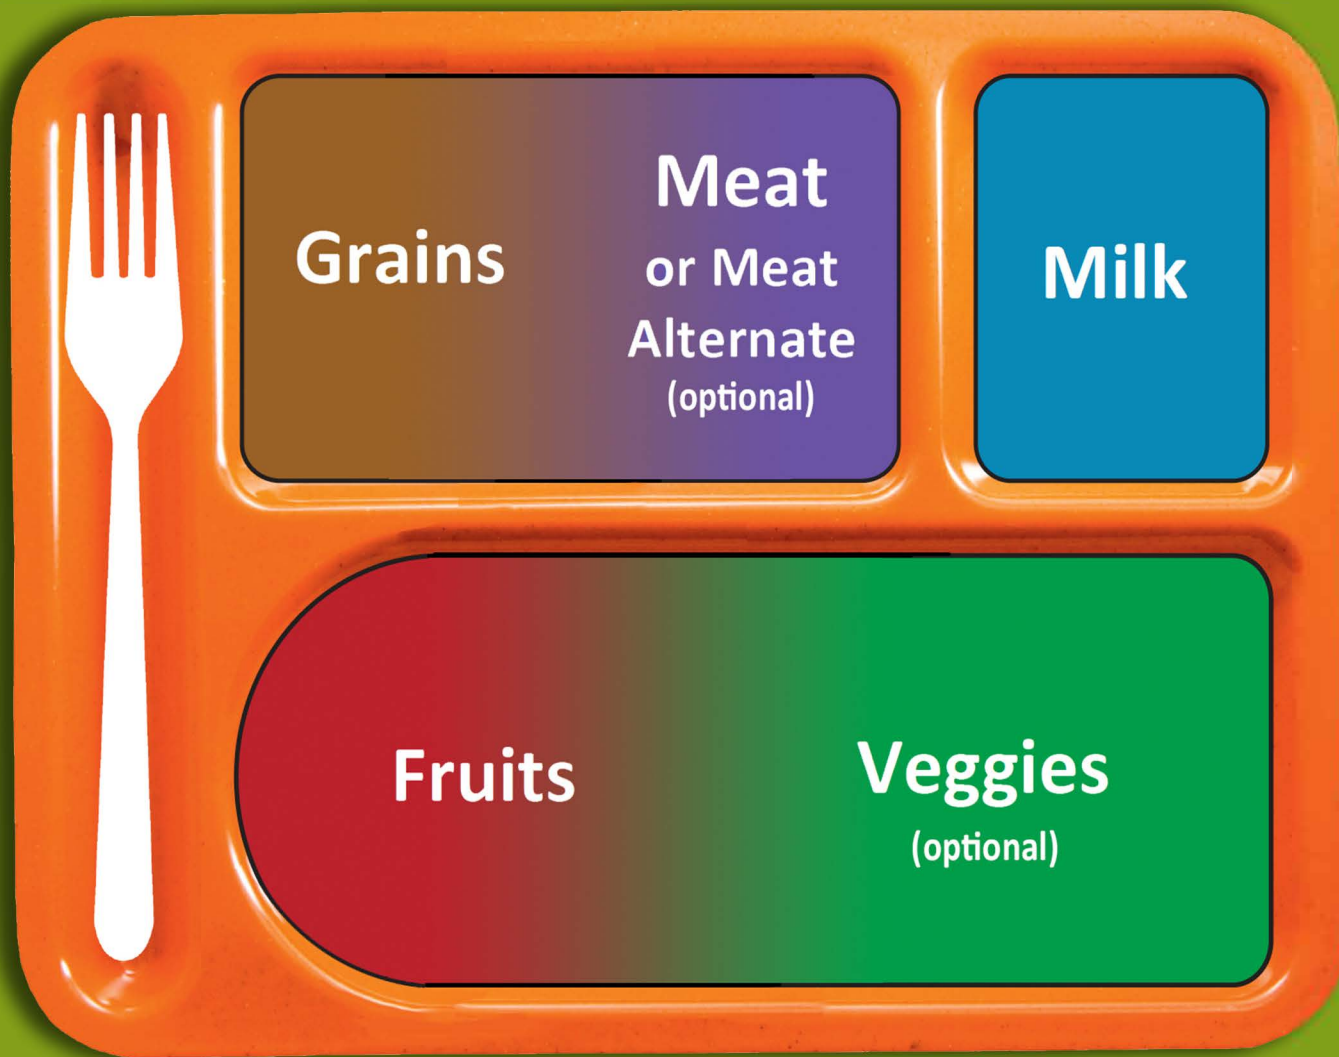 Grains
Meat
or Meat
Alternate
(optional)
Milk
Fruits
Veggies
(optional)